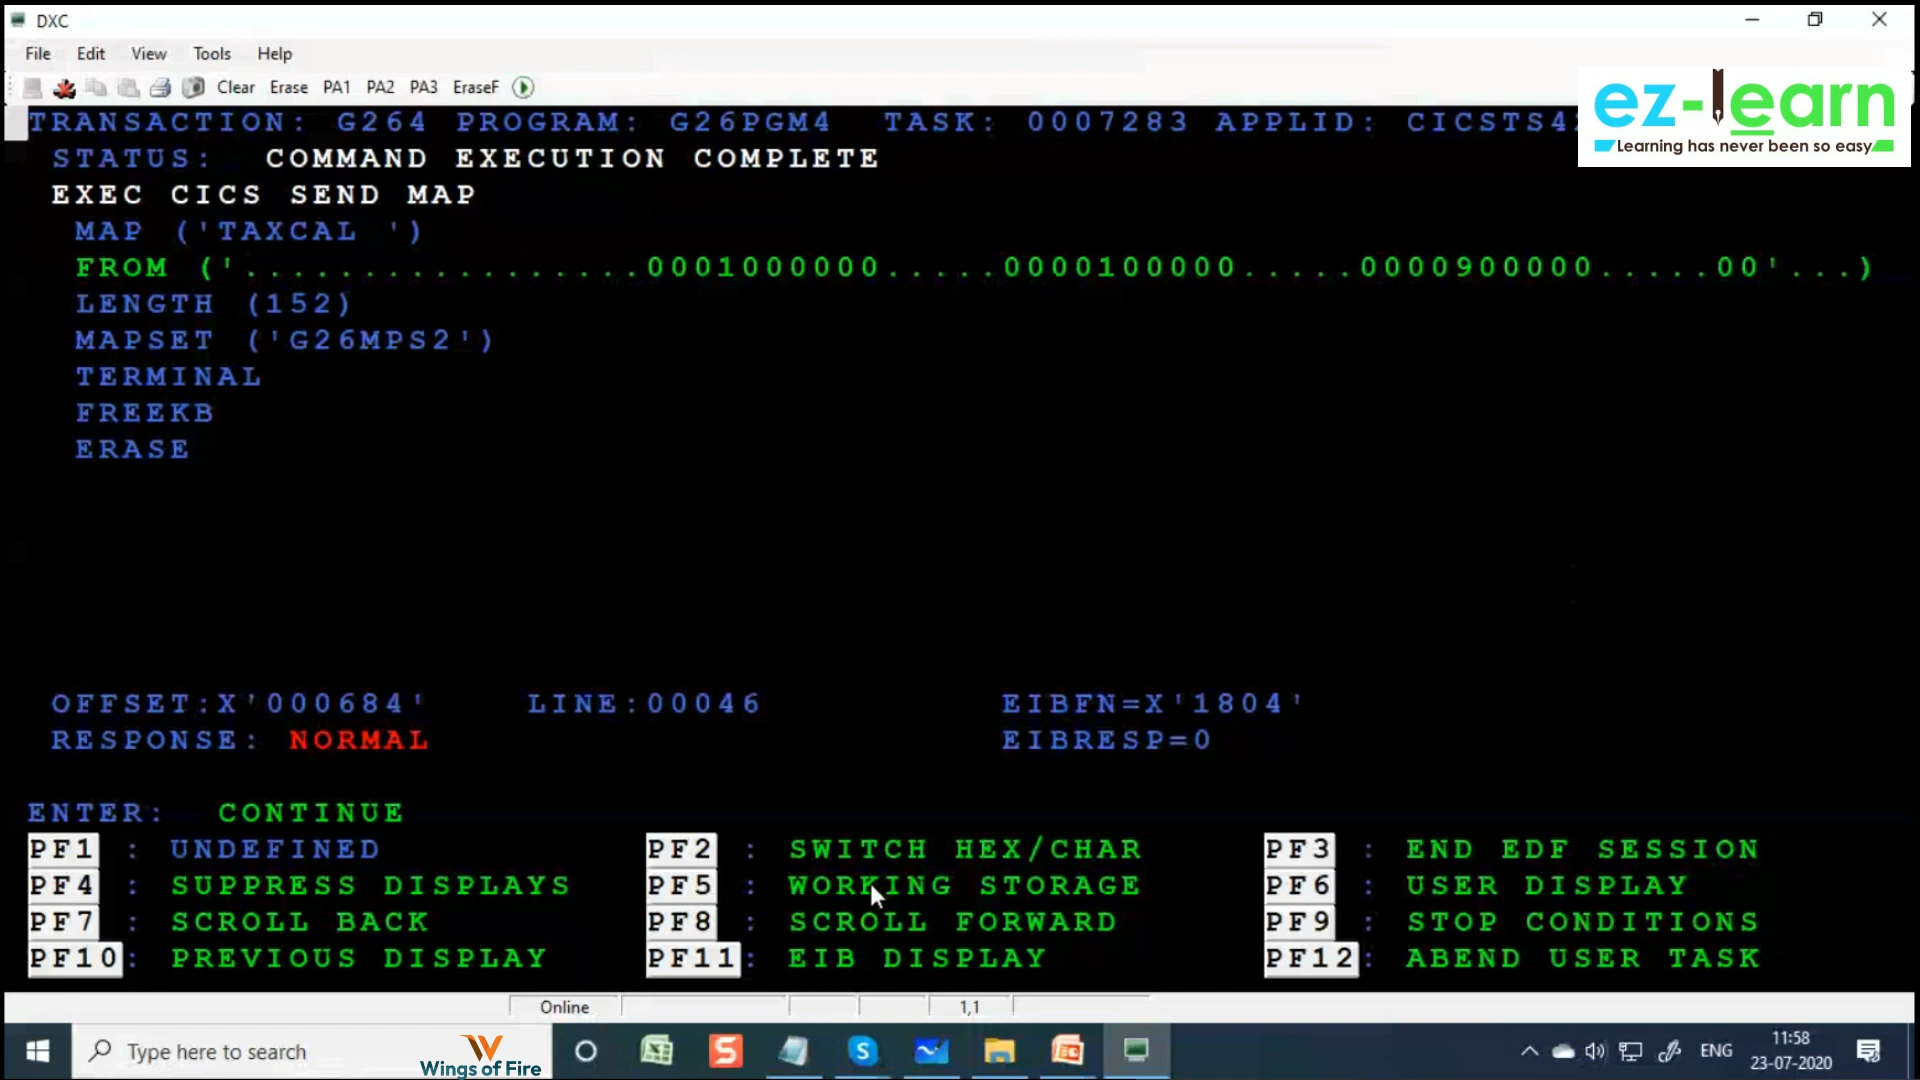 DXC
File Edit View Tools Help
Clear Erase PA1 PA2 PA3 EraseF
ez-learn
Learning has never been so easy
TRANSACTION: G264 PROGRAM: G26PGM4 TASK: 0007283 APPLID: CICSTS42
STATUS: COMMAND EXECUTION COMPLETE
EXEC CICS SEND MAP
MAP ('TAXCAL ')
FROM ('.................0001000000.....0000100000.....0000900000.....00'...)
LENGTH (152)
MAPSET ('G26MPS2')
TERMINAL
FREEKB
ERASE
OFFSET:X'000684' LINE:00046 EIBFN=X'1804'
RESPONSE: NORMAL EIBRESP=0
ENTER: CONTINUE
PF1 : UNDEFINED PF2 : SWITCH HEX/CHAR PF3 : END EDF SESSION
PF4 : SUPPRESS DISPLAYS PF5 : WORKING STORAGE PF6 : USER DISPLAY
PF7 : SCROLL BACK PF8 : SCROLL FORWARD PF9 : STOP CONDITIONS
PF10: PREVIOUS DISPLAY PF11: EIB DISPLAY PF12: ABEND USER TASK
Online 1,1
Type here to search
Wings of Fire
ENG
11:58
23-07-2020